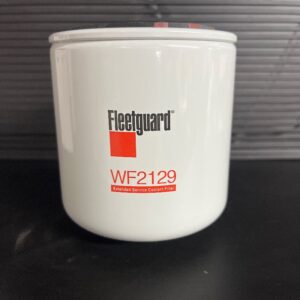 Fleetguard
WF2129
Extended Service Coolant Filter